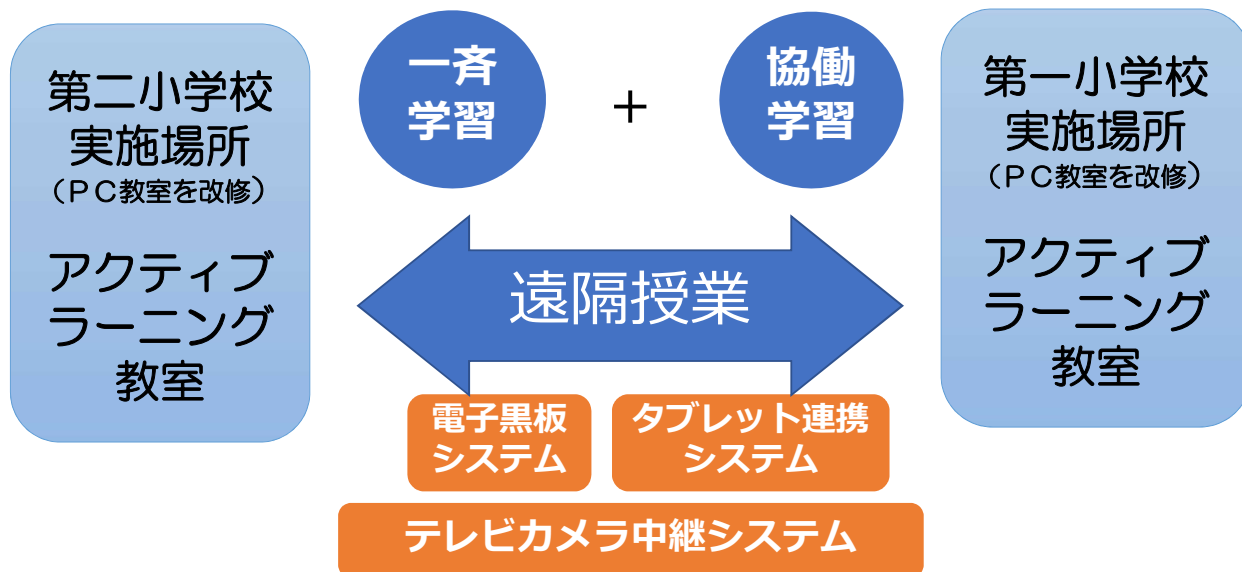 第二小学校
実施場所
（ＰＣ教室を改修）
アクティブ
ラーニング
教室
一斉
学習
+
協働
学習
遠隔授業
電子黒板
システム
タブレット連携
システム
テレビカメラ中継システム
第一小学校
実施場所
（ＰＣ教室を改修）
アクティブ
ラーニング
教室